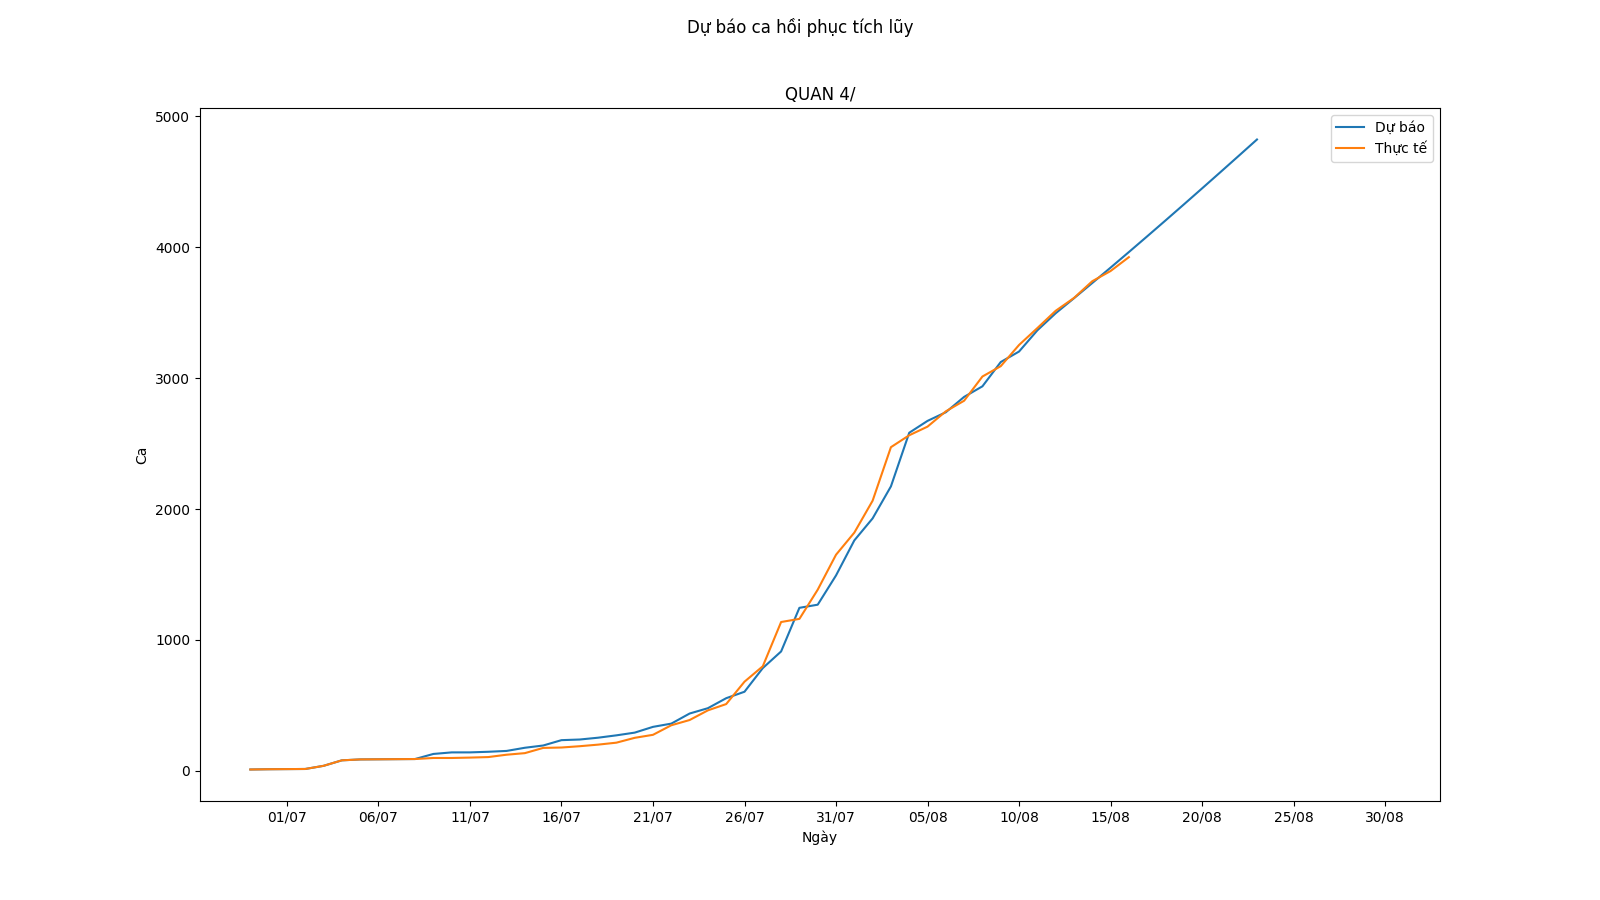 Dự báo ca hồi phục tích lũy
QUAN 4/
Dự báo
Thực tế
5000
4000
3000
2000
1000
0
Ca
01/07 06/07 11/07 16/07 21/07 26/07 31/07 05/08 10/08 15/08 20/08 25/08 30/08
Ngày